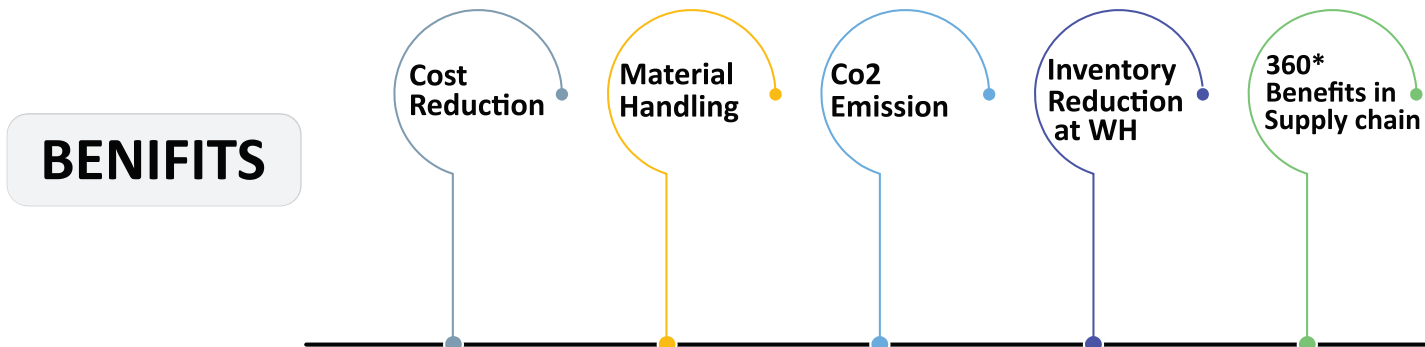 BENIFITS
Cost
Reduction
Material
Handling
Co2
Emission
Inventory
Reduction
at WH
360*
Benefits in
Supply chain